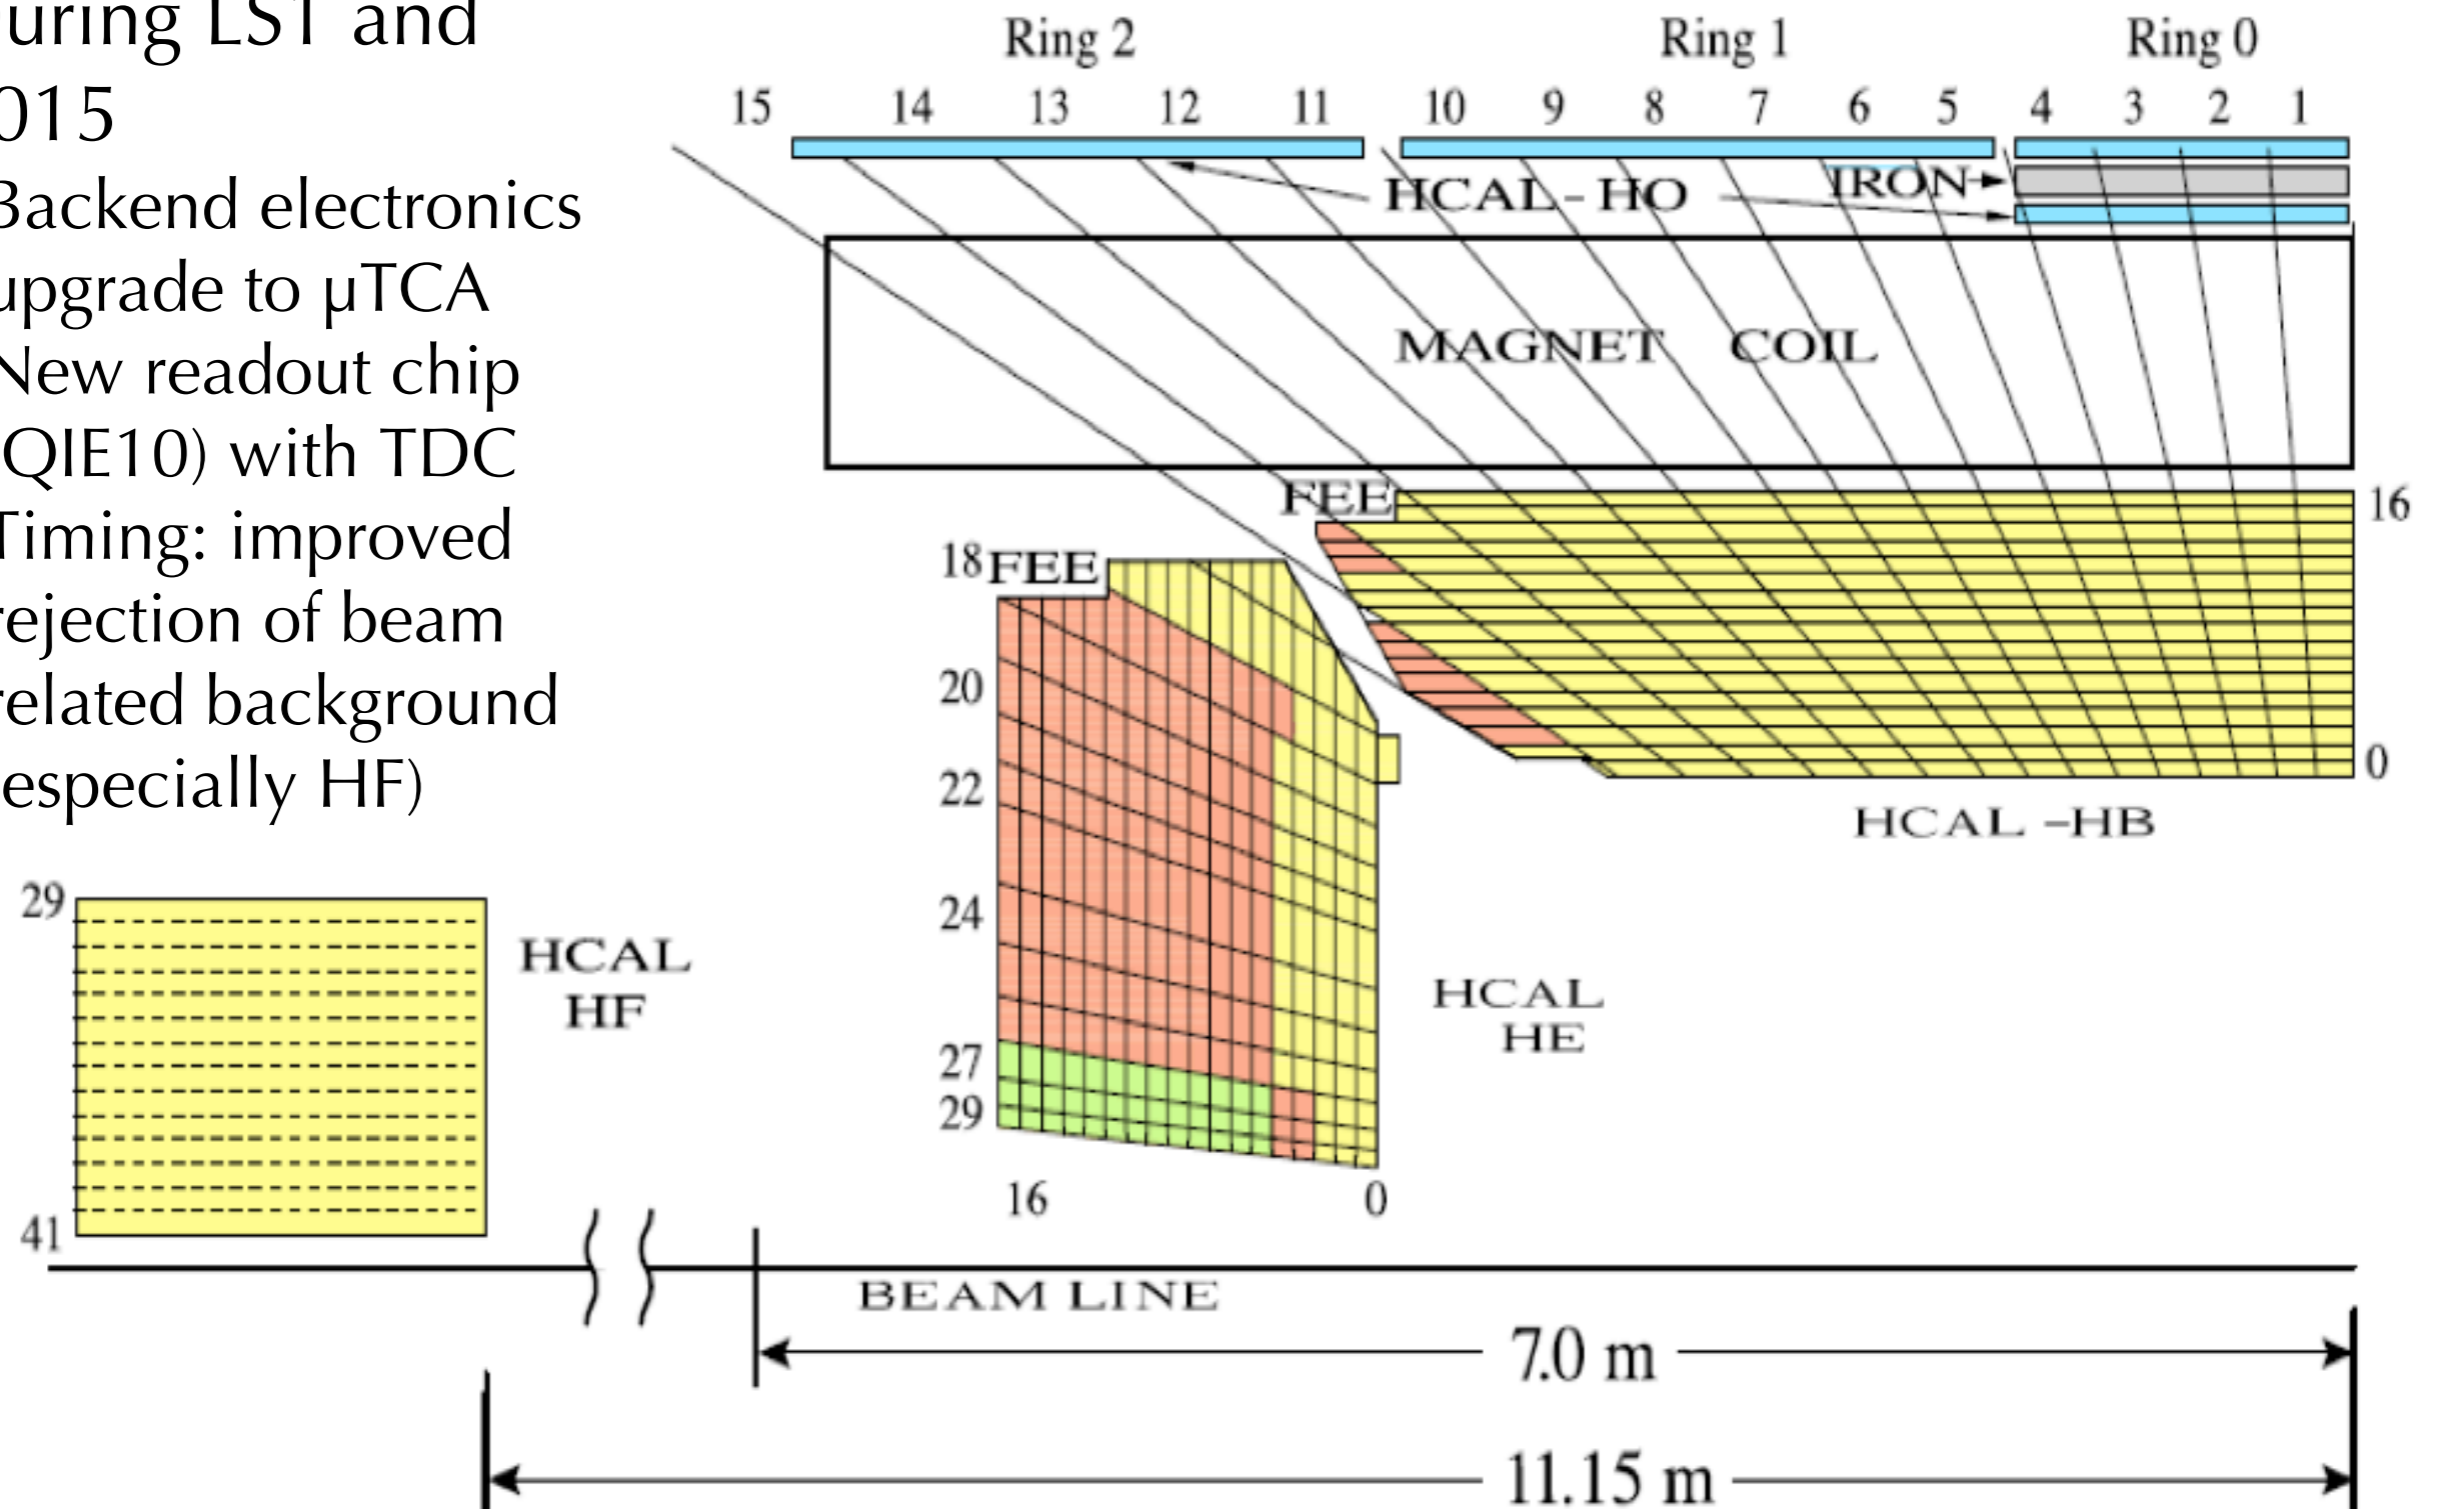 uring LS1 and
015
Backend electronics
upgrade to µTCA
New readout chip
(QIE10) with TDC
Timing: improved
rejection of beam
related background
(especially HF)
Ring 2 Ring 1 Ring 0
15 14 13 12 11 10 9 8 7 6 5 4 3 2 1
HCAL-HO IRON
MAGNET COIL
FEE 16
18 FEE
20
22 0
HCAL -HB
24
29
HCAL
HF
HCAL
HE
27
29
16 0
41
BEAM LINE
7.0 m
11.15 m